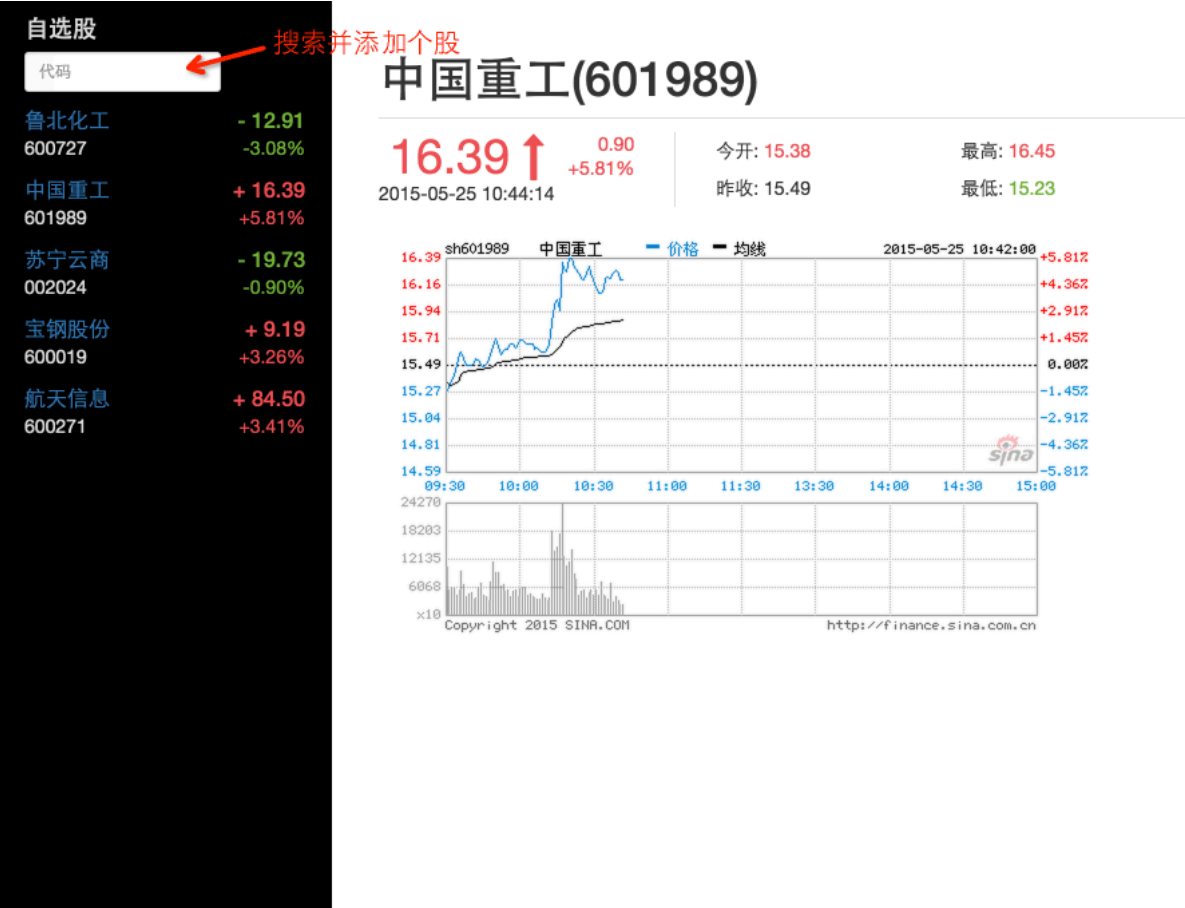 自选股
搜索并添加个股
代码
鲁北化工 - 12.91
600727 -3.08%
中国重工 + 16.39
601989 +5.81%
苏宁云商 - 19.73
002024 -0.90%
宝钢股份 + 9.19
600019 +3.26%
航天信息 + 84.50
600271 +3.41%
中国重工(601989)
16.39 0.90
+5.81%
2015-05-25 10:44:14
今开: 15.38 最高: 16.45
昨收: 15.49 最低: 15.23
sh601989 中国重工 价格 均线 2015-05-25 10:42:00
16.39 +5.81%
16.16 +4.36%
15.94 +2.91%
15.71 +1.45%
15.49 0.00%
15.27 -1.45%
15.04 -2.91%
14.81 -4.36%
sina
14.59 -5.81%
09:30 10:00 10:30 11:00 11:30 13:30 14:00 14:30 15:00
24270
18203
12135
6068
x10
Copyright 2015 SINA.COM http://finance.sina.com.cn